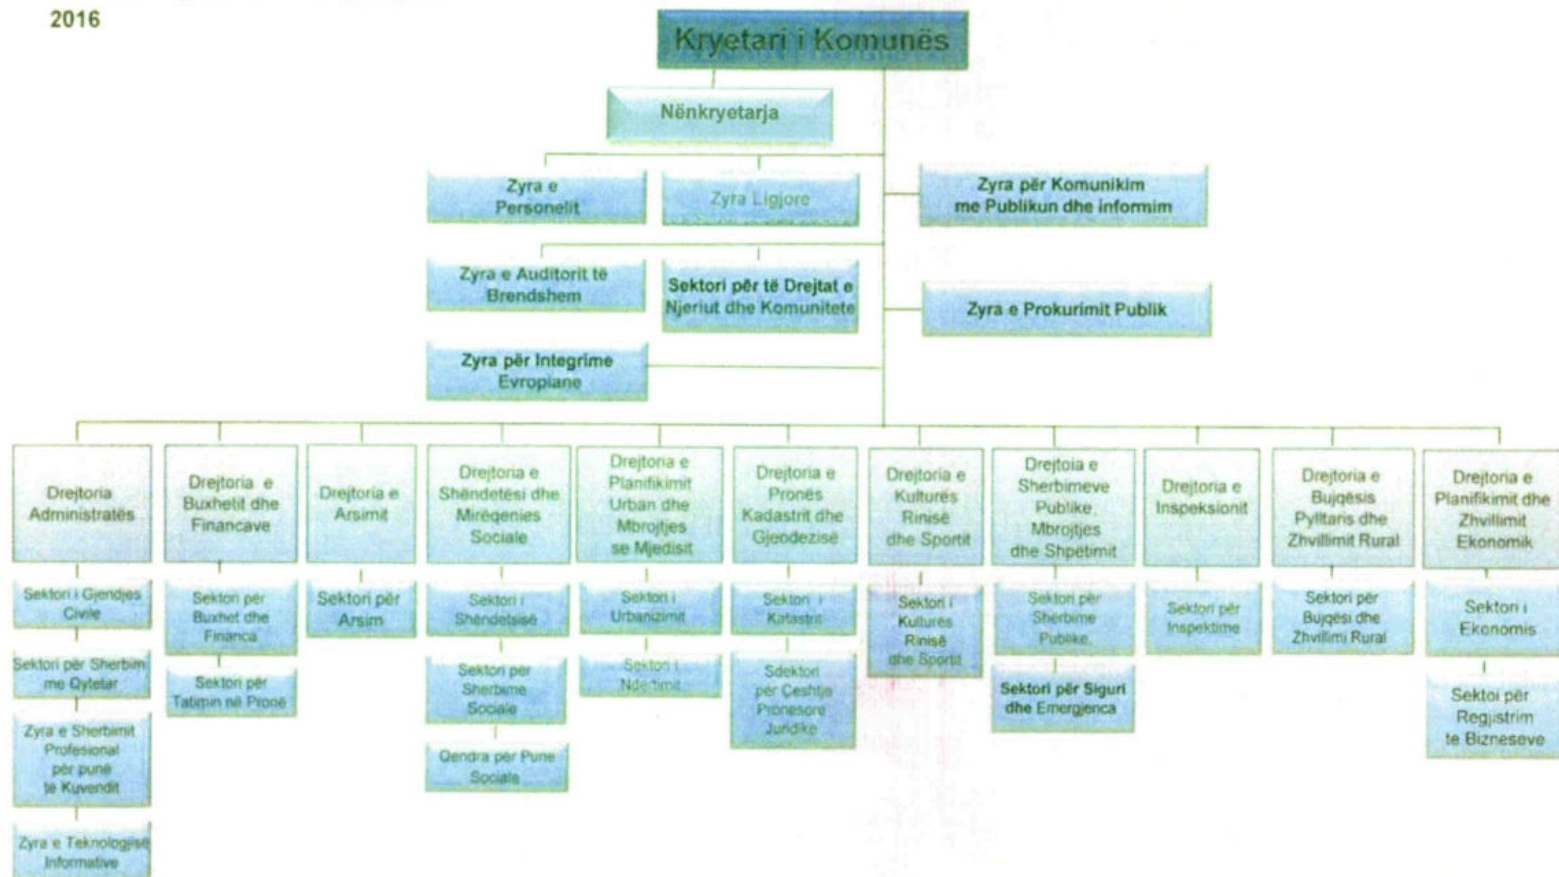 2016
Kryetari i Komunës
Nënkryetarja
Zyra e
Personelit
Zyra Ligjore
Zyra për Komunikim
me Publikun dhe informim
Zyra e Auditorit të
Brendshem
Sektori për të Drejtat e
Njeriut dhe Komunitete
Zyra e Prokurimit Publik
Zyra për Integrime
Evropiane
Drejtoria
Administratës
Sektori i Gjendjes
Civile
Sektori për Sherbim
me Qytetar
Zyra e Sherbimit
Profesional
për punë
të Kuvendit
Zyra e Teknologjisë
Informative
Drejtoria e
Buxhetit dhe
Financave
Sektori për
Buxhet dhe
Financa
Sektori për
Tatimin në Pronë
Drejtoria e
Arsimit
Sektori për
Arsim
Drejtoria e
Shëndetësi dhe
Mirëqenies
Sociale
Sektori i
Shëndetsisë
Sektori për
Sherbime
Sociale
Qendra për Pune
Sociale
Drejtoria e
Planifikimit
Urban dhe
Mbrojtjes
se Mjedisit
Sektori i
Urbanizimit
Sektori i
Ndertimit
Drejtoria e
Pronës
Kadastrit dhe
Gjeodezisë
Sektori i
Katastrit
Sdektori
për Çeshtje
Pronesore
Juridike
Drejtoria e
Kulturës
Rinisë
dhe Sportit
Sektori i
Kulturës
Rinisë
dhe Sportit
Drejtoia e
Sherbimeve
Publike,
Mbrojtjes
dhe Shpëtimit
Sektori për
Sherbime
Publike,
Sektori për Siguri
dhe Emergjenca
Drejtoria e
Inspeksionit
Sektori për
Inspektime
Drejtoria e
Bujqësis
Pylltaris dhe
Zhvillimit Rural
Sektori për
Bujqësi dhe
Zhvillimi Rural
Drejtoria e
Planifikimit dhe
Zhvillimit
Ekonomik
Sektori i
Ekonomis
Sektoi për
Regjistrim
te Bizneseve